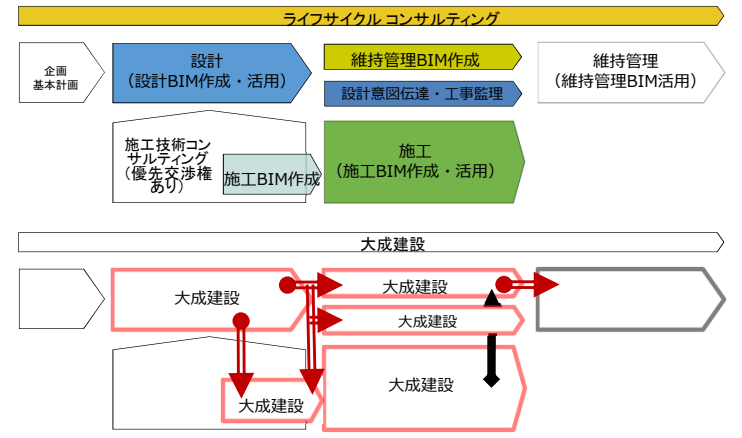 ライフサイクル コンサルティング
企画
基本計画
設計
（設計BIM作成・活用）
維持管理BIM作成
設計意図伝達・工事監理
維持管理
（維持管理BIM活用）
施工技術コン
サルティング
（優先交渉権
あり）
施工BIM作成
施工
（施工BIM作成・活用）
大成建設
大成建設
大成建設
大成建設
大成建設
大成建設